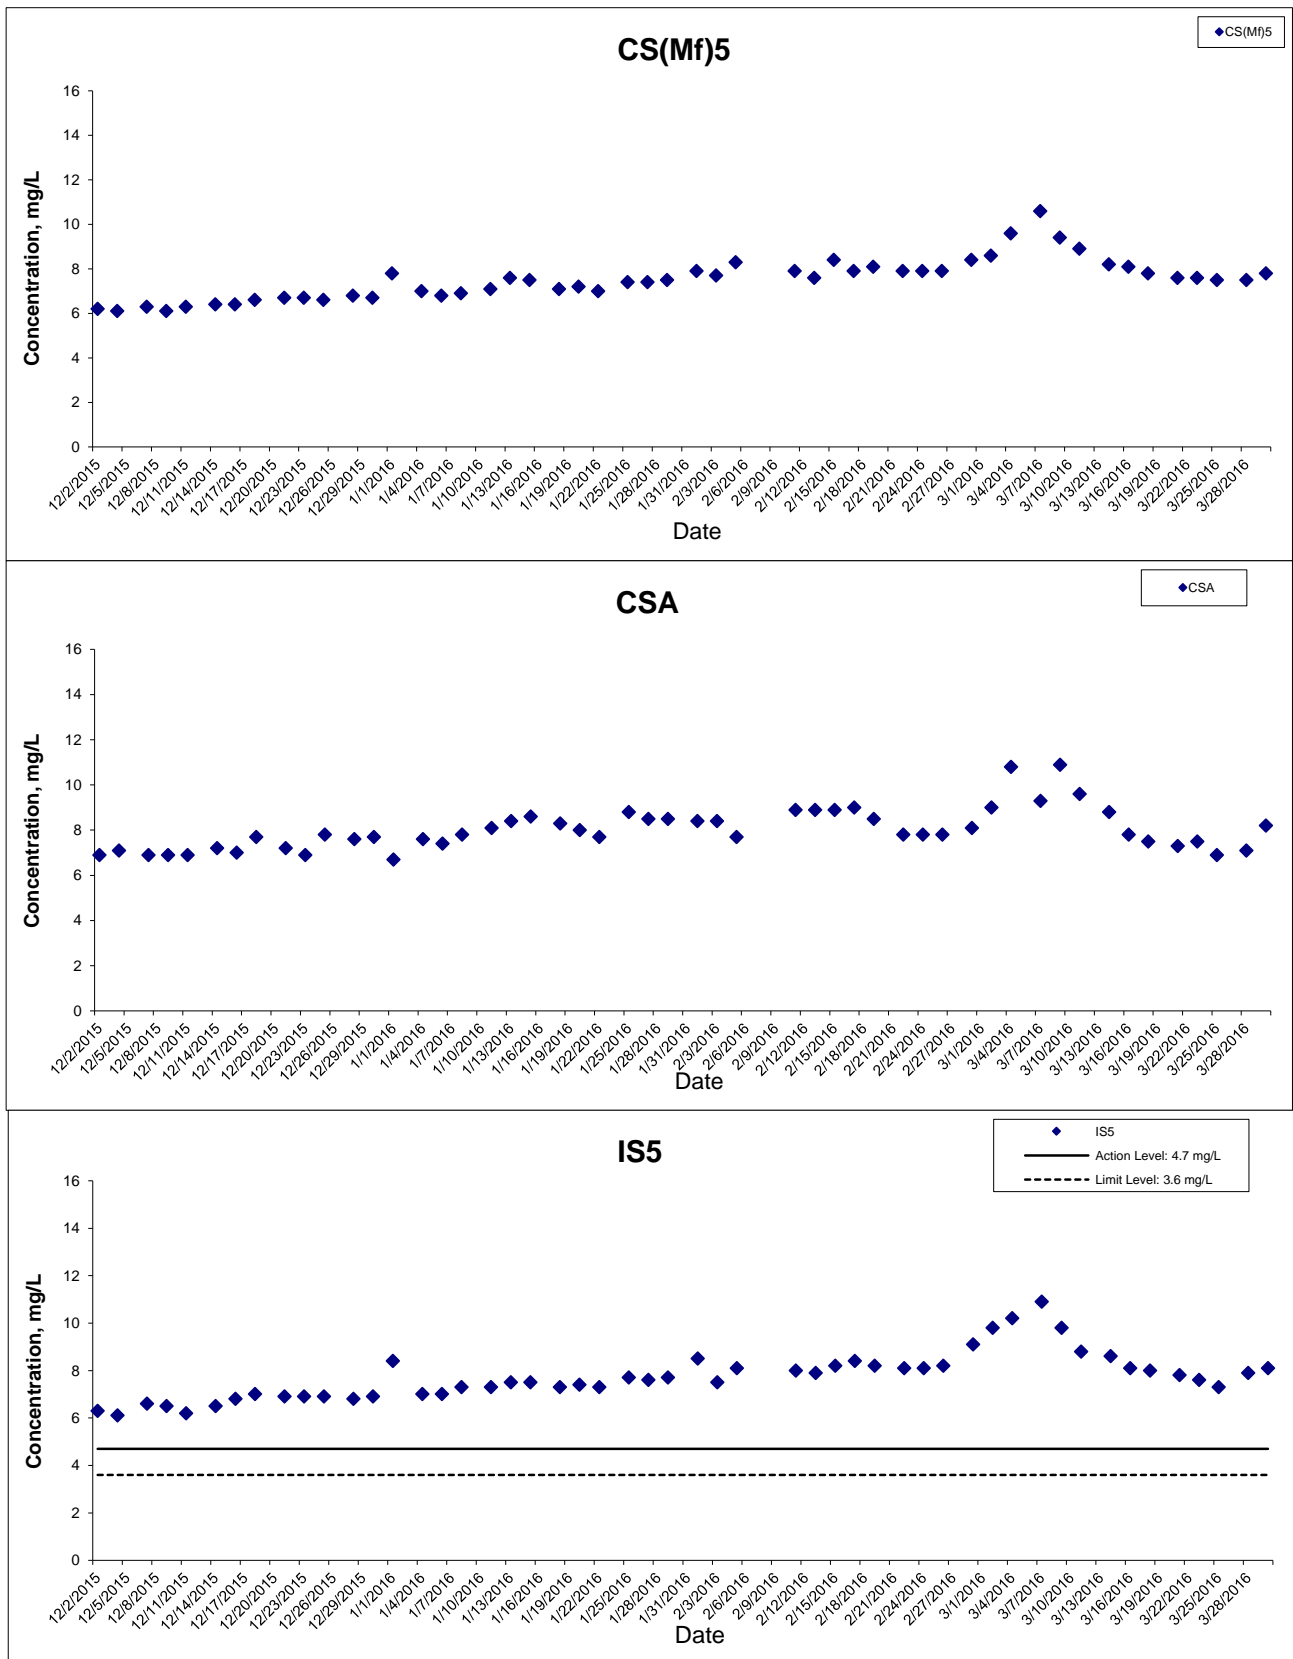 CS(Mf)5
CS(Mf)5
16
14
12
10
8
6
4
2
0
Concentration, mg/L
12/2/2015 12/5/2015 12/8/2015 12/11/2015 12/14/2015 12/17/2015 12/20/2015 12/23/2015 12/26/2015 12/29/2015 1/1/2016 1/4/2016 1/7/2016 1/10/2016 1/13/2016 1/16/2016 1/19/2016 1/22/2016 1/25/2016 1/28/2016 1/31/2016 2/3/2016 2/6/2016 2/9/2016 2/12/2016 2/15/2016 2/18/2016 2/21/2016 2/24/2016 2/27/2016 3/1/2016 3/4/2016 3/7/2016 3/10/2016 3/13/2016 3/16/2016 3/19/2016 3/22/2016 3/25/2016 3/28/2016
Date
CSA
CSA
16
14
12
10
8
6
4
2
0
Concentration, mg/L
12/2/2015 12/5/2015 12/8/2015 12/11/2015 12/14/2015 12/17/2015 12/20/2015 12/23/2015 12/26/2015 12/29/2015 1/1/2016 1/4/2016 1/7/2016 1/10/2016 1/13/2016 1/16/2016 1/19/2016 1/22/2016 1/25/2016 1/28/2016 1/31/2016 2/3/2016 2/6/2016 2/9/2016 2/12/2016 2/15/2016 2/18/2016 2/21/2016 2/24/2016 2/27/2016 3/1/2016 3/4/2016 3/7/2016 3/10/2016 3/13/2016 3/16/2016 3/19/2016 3/22/2016 3/25/2016 3/28/2016
Date
IS5
IS5
Action Level: 4.7 mg/L
Limit Level: 3.6 mg/L
16
14
12
10
8
6
4
2
0
Concentration, mg/L
12/2/2015 12/5/2015 12/8/2015 12/11/2015 12/14/2015 12/17/2015 12/20/2015 12/23/2015 12/26/2015 12/29/2015 1/1/2016 1/4/2016 1/7/2016 1/10/2016 1/13/2016 1/16/2016 1/19/2016 1/22/2016 1/25/2016 1/28/2016 1/31/2016 2/3/2016 2/6/2016 2/9/2016 2/12/2016 2/15/2016 2/18/2016 2/21/2016 2/24/2016 2/27/2016 3/1/2016 3/4/2016 3/7/2016 3/10/2016 3/13/2016 3/16/2016 3/19/2016 3/22/2016 3/25/2016 3/28/2016
Date